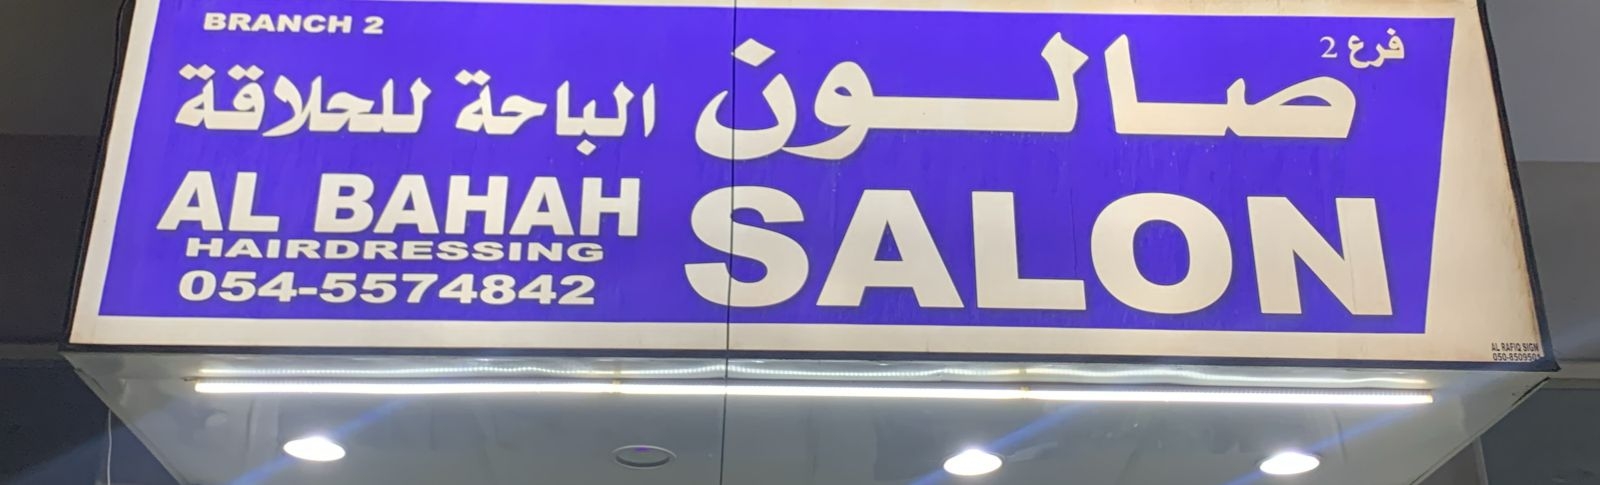 BRANCH 2
فرع 2
صالون
الباحة للحلاقة
AL BAHAH
HAIRDRESSING
054-5574842
SALON
AL RAFIQ SIGN